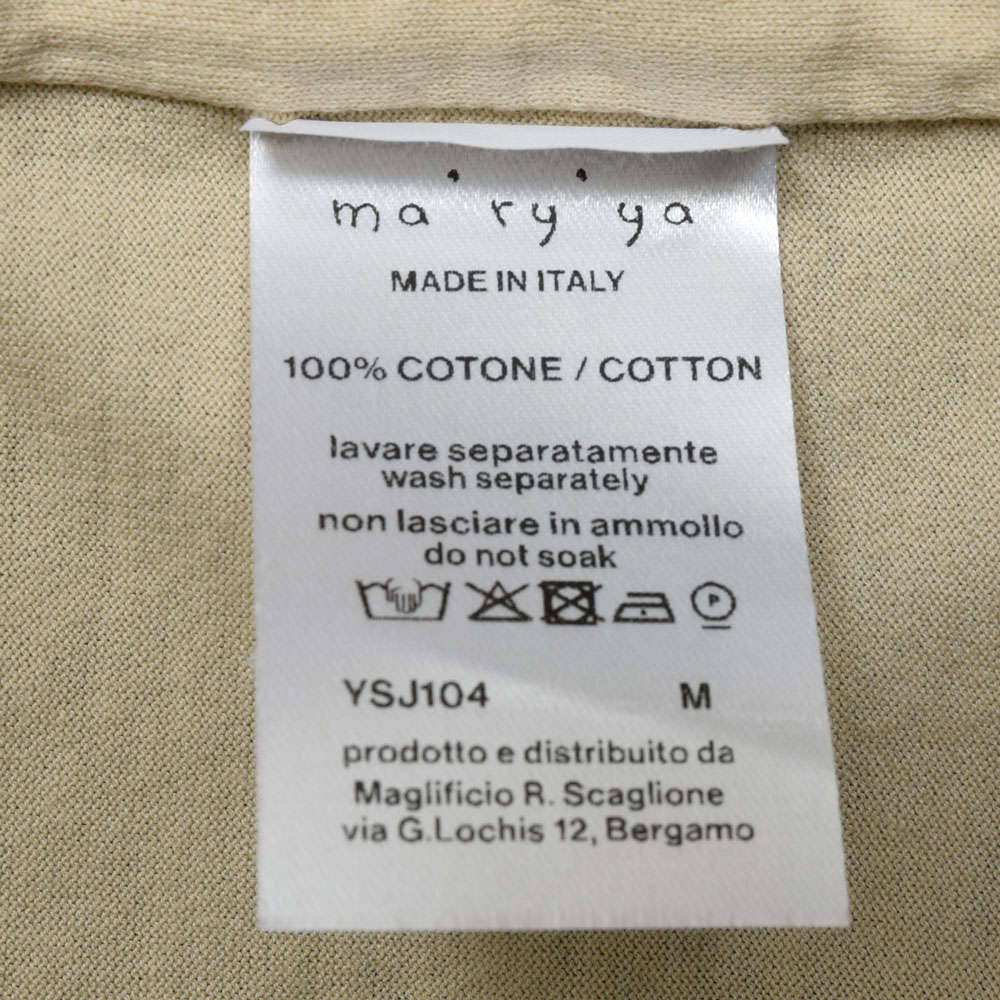 ma'ry'ya
MADE IN ITALY
100% COTONE / COTTON
lavare separatamente
wash separately
non lasciare in ammollo
do not soak
P
YSJ104 M
prodotto e distribuito da
Maglificio R. Scaglione
via G.Lochis 12, Bergamo